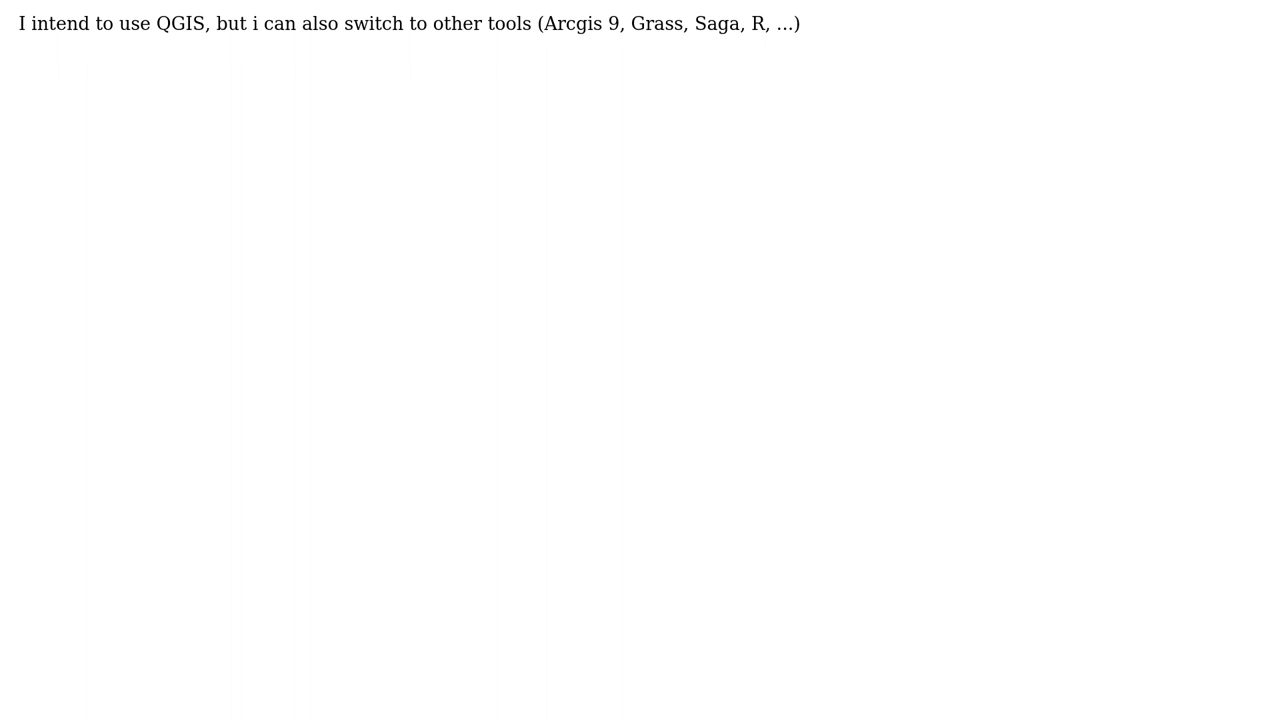 I intend to use QGIS, but i can also switch to other tools (Arcgis 9, Grass, Saga, R, ...)